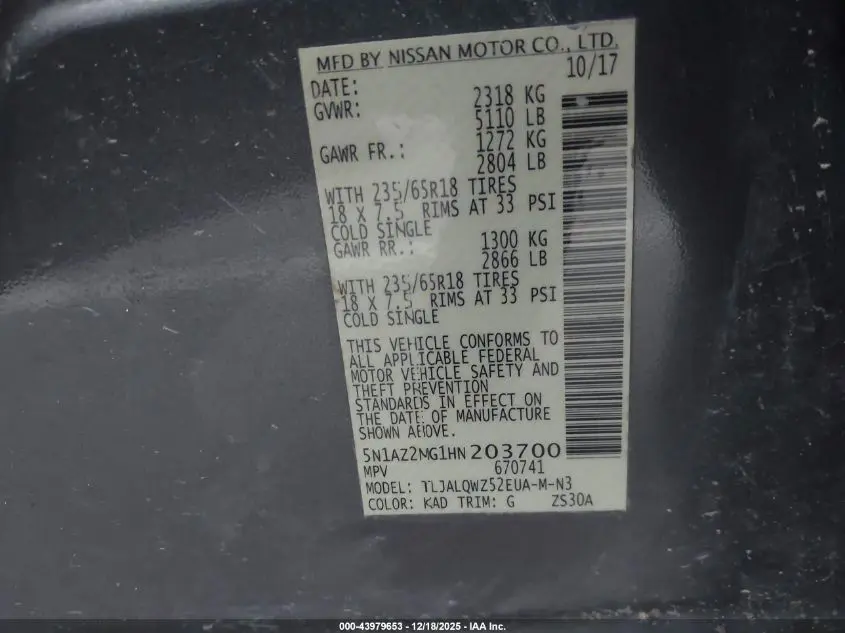 MFD BY NISSAN MOTOR CO., LTD.
DATE: 10/17
GVWR: 2318 KG
5110 LB
GAWR FR.: 1272 KG
2804 LB
WITH 235/65R18 TIRES
18 X 7.5 RIMS AT 33 PSI
COLD SINGLE
GAWR RR.: 1300 KG
2866 LB
WITH 235/65R18 TIRES
18 X 7.5 RIMS AT 33 PSI
COLD SINGLE
THIS VEHICLE CONFORMS TO
ALL APPLICABLE FEDERAL
MOTOR VEHICLE SAFETY AND
THEFT PREVENTION
STANDARDS IN EFFECT ON
THE DATE OF MANUFACTURE
SHOWN ABOVE.
5N1AZ2MG1HN203700
MPV 670741
MODEL: TLJALQWZ52EUA-M-N3
COLOR: KAD TRIM: G ZS30A
000-43979653 - 12/18/2025 - IAA Inc.